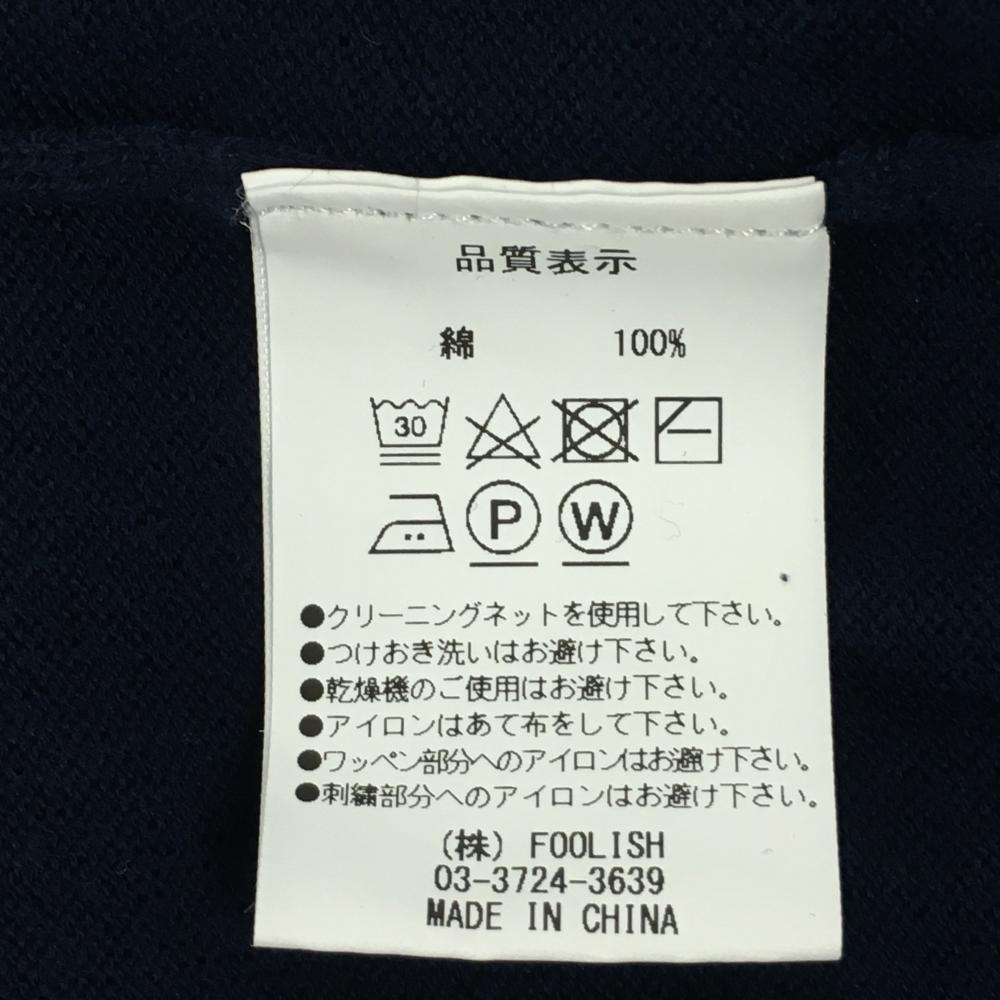 品質表示
綿 100%
30
P W
●クリーニングネットを使用して下さい。
●つけおき洗いはお避け下さい。
●乾燥機のご使用はお避け下さい。
●アイロンはあて布をして下さい。
●ワッペン部分へのアイロンはお避け下さい。
●刺繍部分へのアイロンはお避け下さい。
(株) FOOLISH
03-3724-3639
MADE IN CHINA